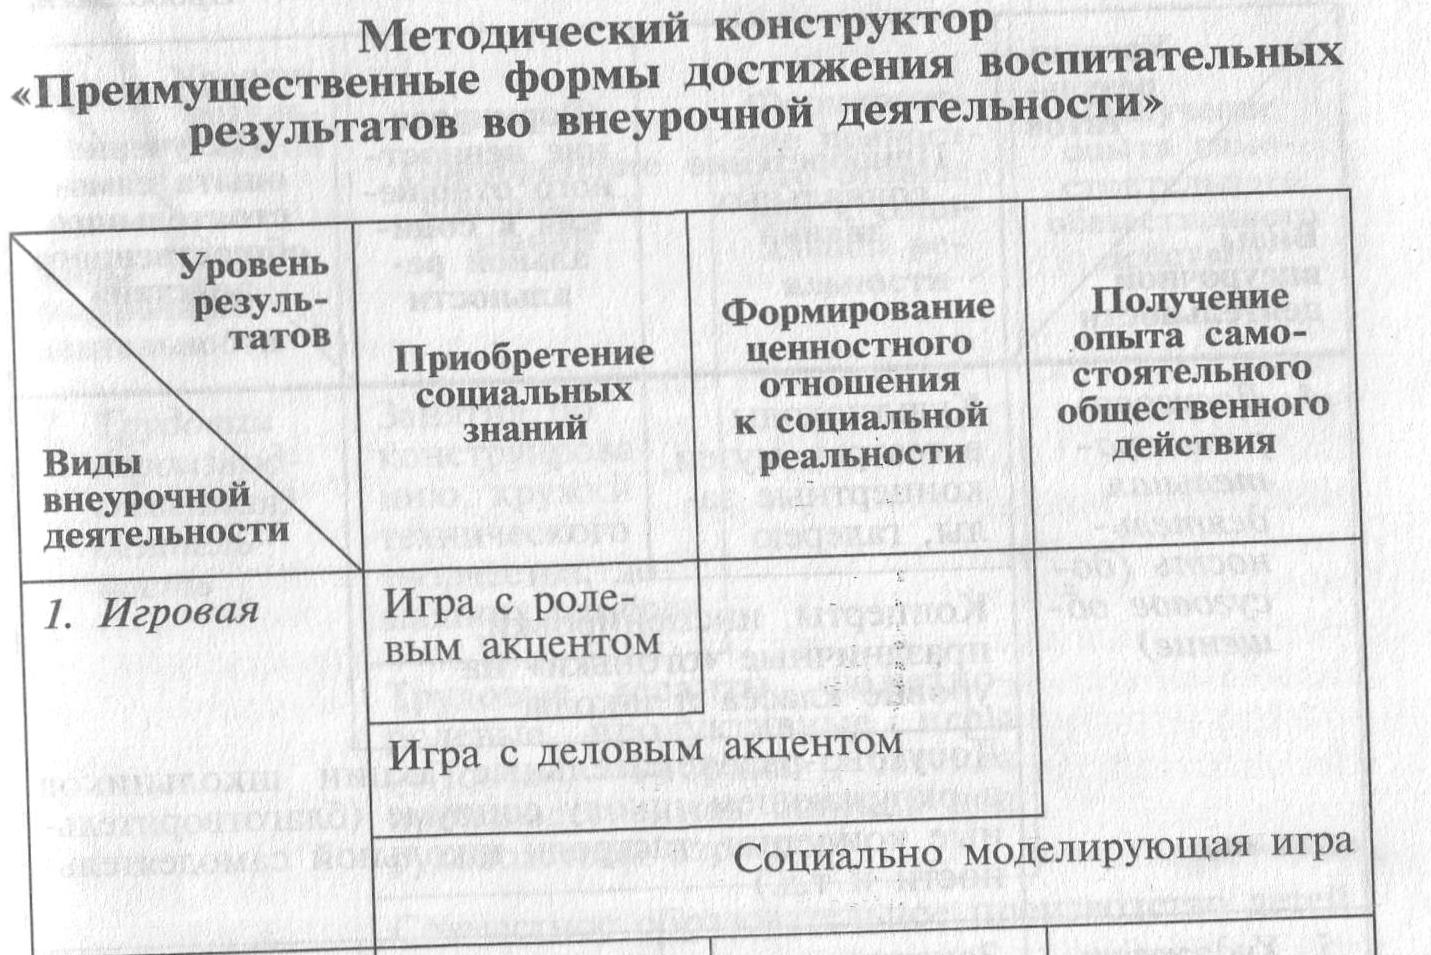 Методический конструктор
«Преимущественные формы достижения воспитательных
результатов во внеурочной деятельности»
Уровень
резуль-
татов
Виды
внеурочной
деятельности
Приобретение
социальных
знаний
Формирование
ценностного
отношения
к социальной
реальности
Получение
опыта само-
стоятельного
общественного
действия
1. Игровая
Игра с роле-
вым акцентом
Игра с деловым акцентом
Социально моделирующая игра